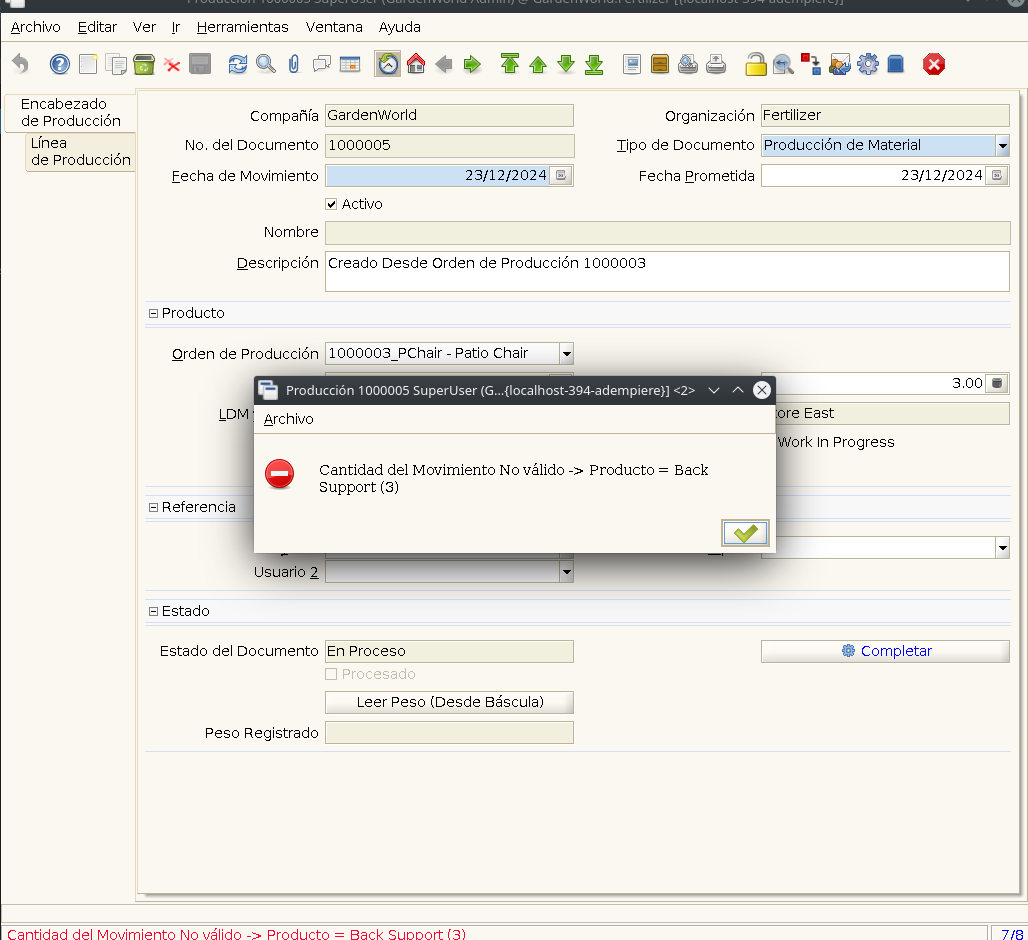 Producción 1000005 SuperUser (GardenWorld Admin) @ GardenWorld.Fertilizer [{localhost-394-adempiere}]
Archivo Editar Ver Ir Herramientas Ventana Ayuda
Encabezado
de Producción
Línea
de Producción
Compañía GardenWorld Organización Fertilizer
No. del Documento 1000005 Tipo de Documento Producción de Material
Fecha de Movimiento 23/12/2024 Fecha Prometida 23/12/2024
Activo
Nombre
Descripción Creado Desde Orden de Producción 1000003
Producto
Orden de Producción 1000003_PChair - Patio Chair
3.00
LDM ore East
Work In Progress
Producción 1000005 SuperUser (G...{localhost-394-adempiere}] <2>
Archivo
Cantidad del Movimiento No válido -> Producto = Back
Support (3)
Referencia
Usuario 2
Estado
Estado del Documento En Proceso Completar
Procesado
Leer Peso (Desde Báscula)
Peso Registrado
Cantidad del Movimiento No válido -> Producto = Back Support (3) 7/8